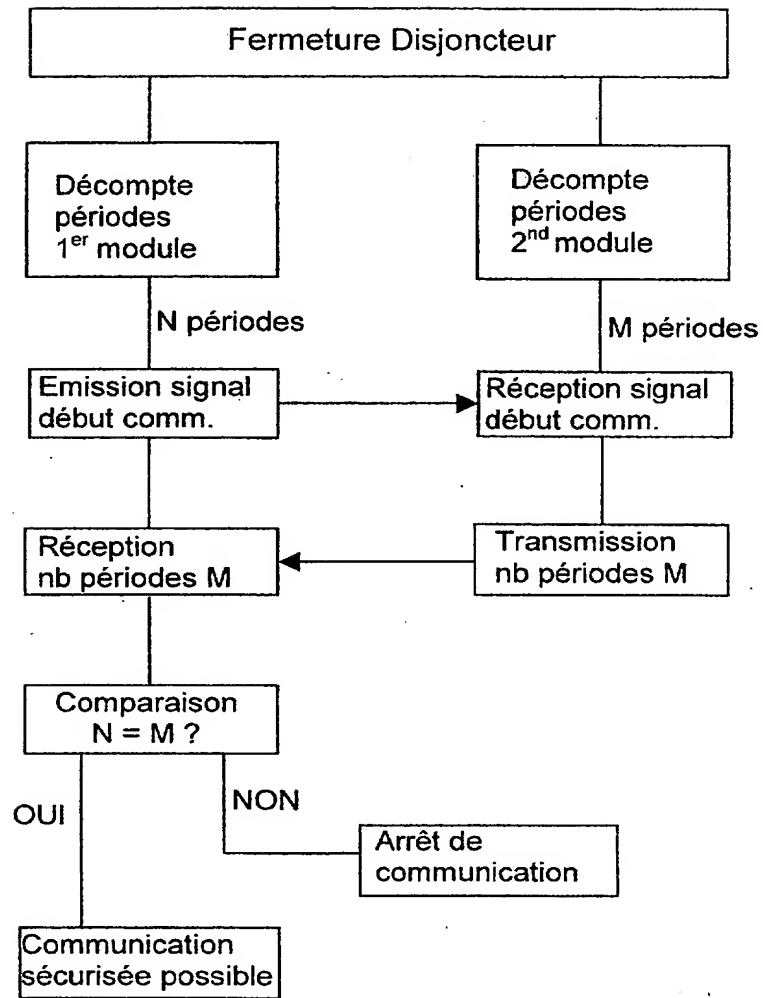 Fermeture Disjoncteur
Décompte
périodes
1er module
Décompte
périodes
2nd module
N périodes
M périodes
Emission signal
début comm.
Réception signal
début comm.
Réception
nb périodes M
Transmission
nb périodes M
Comparaison
N = M ?
OUI
NON
Arrêt de
communication
Communication
sécurisée possible